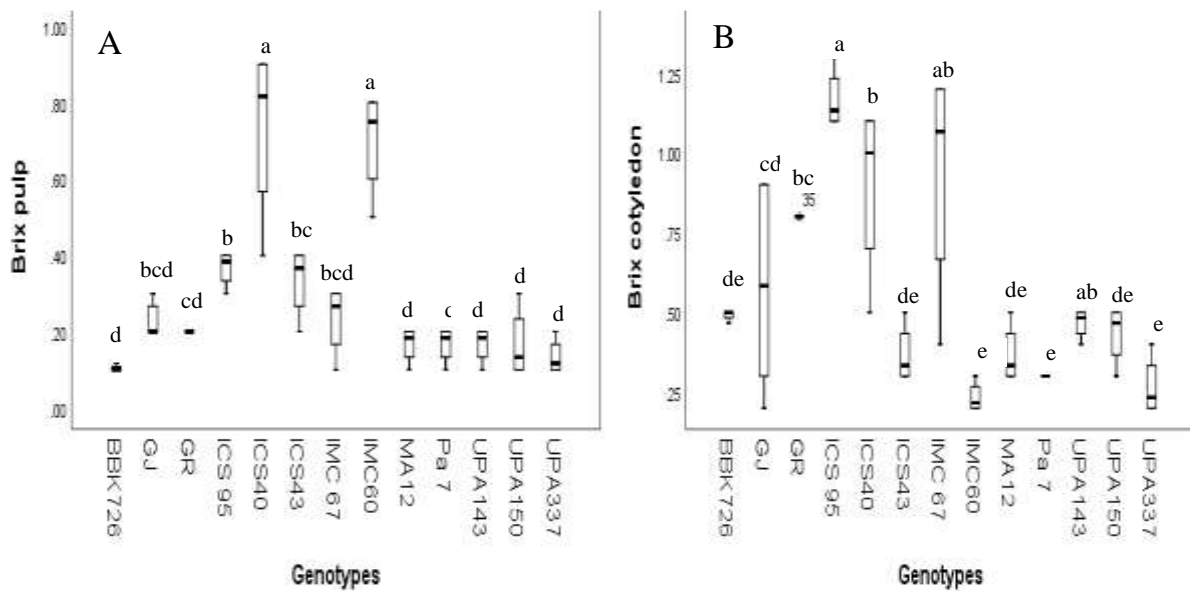 A
Brix pulp
1.00
.80
.60
.40
.20
.00
d
bcd
cd
b
a
bc
bcd
a
d
c
d
d
d
BBK726
GJ
GR
ICS 95
ICS40
ICS43
IMC 67
IMC60
MA12
Pa 7
UPA143
UPA150
UPA337
Genotypes
B
Brix cotyledon
1.25
1.00
.75
.50
.25
de
cd
bc
35
a
b
de
ab
e
de
e
ab
de
e
BBK726
GJ
GR
ICS 95
ICS40
ICS43
IMC 67
IMC60
MA12
Pa 7
UPA143
UPA150
UPA337
Genotypes